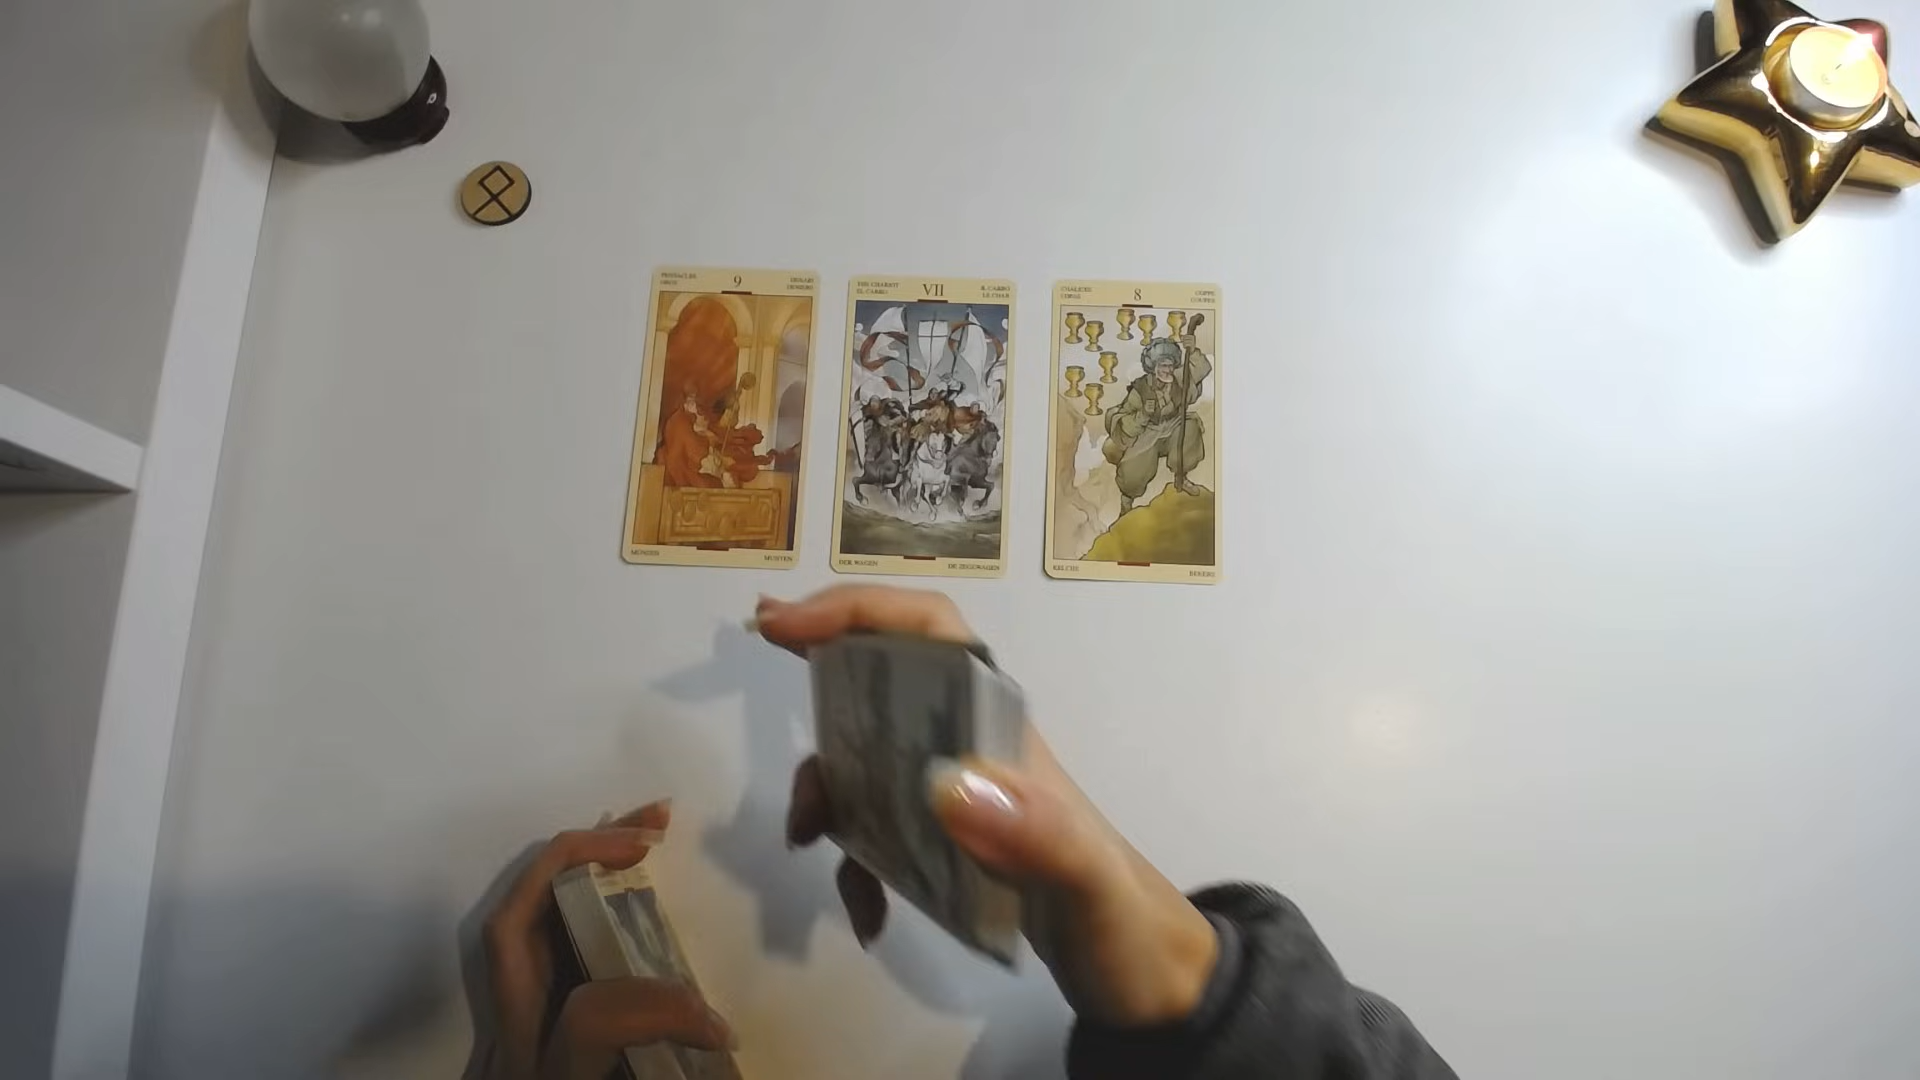 PENTACLES
OROS
9
DENARI
DENIERS
MÜNZEN
MUNTEN
THE CHARIOT
EL CARRO
VII
IL CARRO
LE CHAR
DER WAGEN
DE ZEGEWAGEN
CHALICES
COPAS
8
COPPE
COUPES
KELCHE
BEKERS